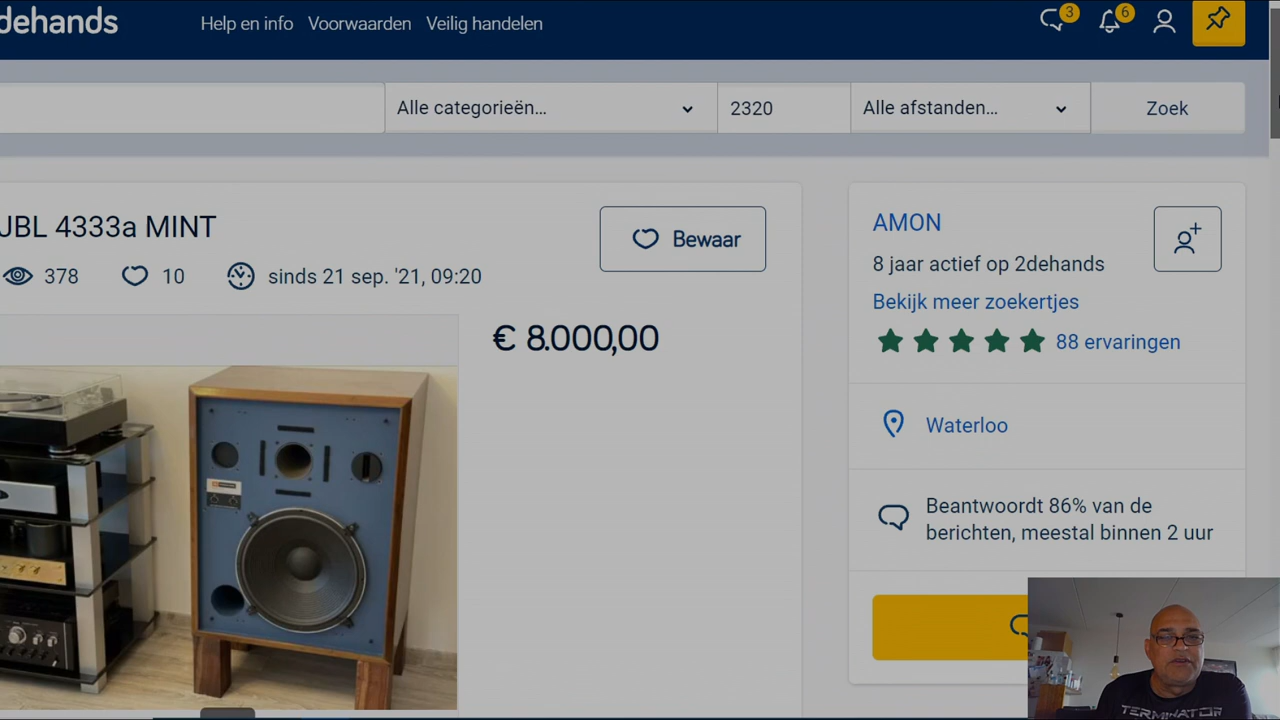 dehands
Help en info Voorwaarden Veilig handelen
3
6
Alle categorieën...
2320
Alle afstanden...
Zoek
JBL 4333a MINT
378
10
sinds 21 sep. '21, 09:20
Bewaar
€ 8.000,00
AMON
8 jaar actief op 2dehands
Bekijk meer zoekertjes
88 ervaringen
Waterloo
Beantwoordt 86% van de
berichten, meestal binnen 2 uur
TERMINATOR